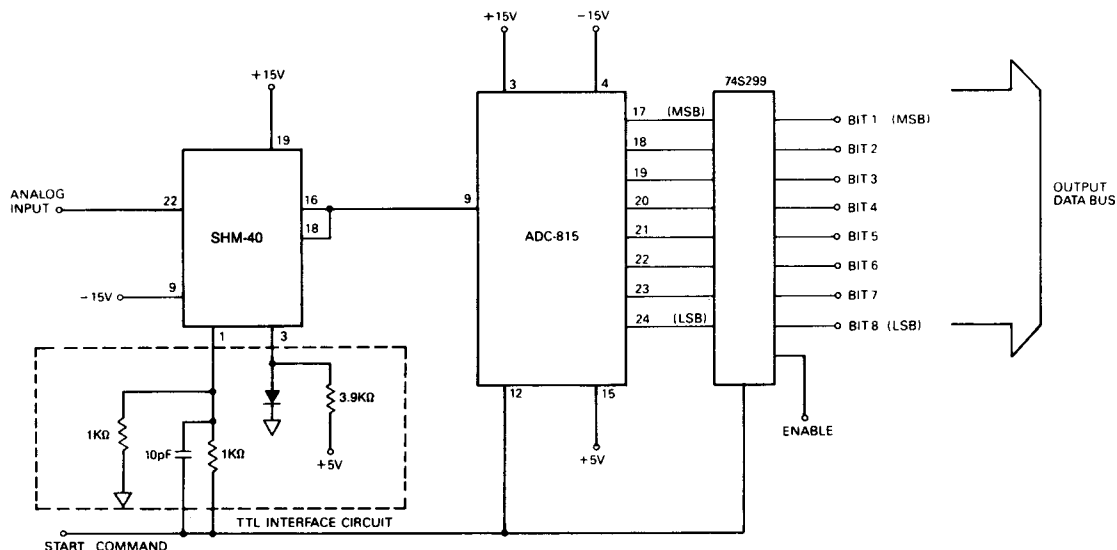 +15V
-15V
3
4
74S299
+15V
19
17
(MSB)
BIT 1 (MSB)
18
BIT 2
19
BIT 3
ANALOG
INPUT
22
16
9
20
BIT 4
OUTPUT
DATA BUS
18
SHM-40
ADC-815
21
BIT 5
22
BIT 6
-15V
9
23
BIT 7
24
(LSB)
BIT 8 (LSB)
1
3
12
15
3.9KΩ
1KΩ
10pF
1KΩ
+5V
+5V
ENABLE
TTL INTERFACE CIRCUIT
START COMMAND